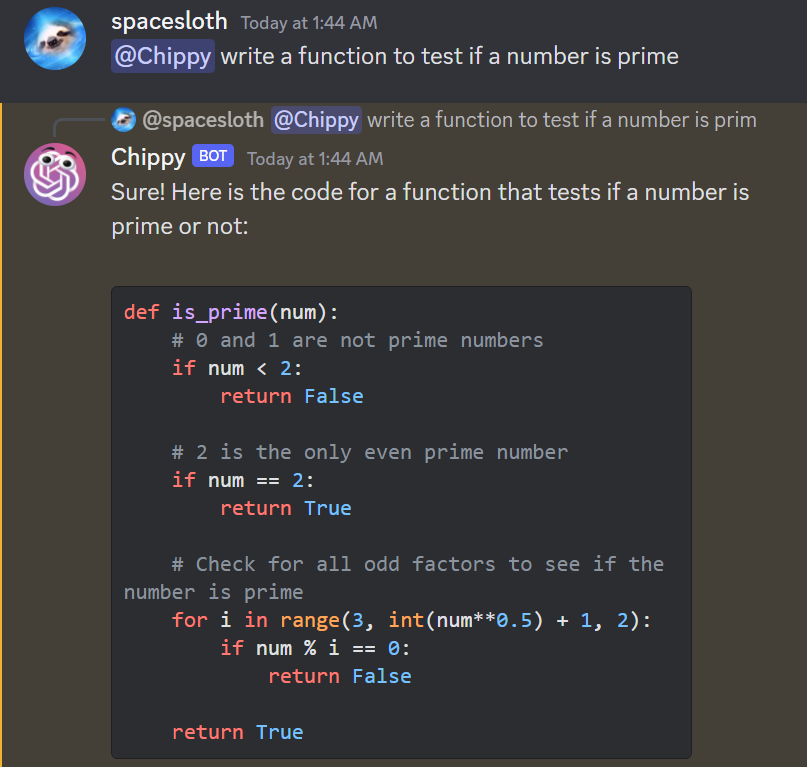 spacesloth Today at 1:44 AM
@Chippy write a function to test if a number is prime
@spacesloth @Chippy write a function to test if a number is prim
Chippy BOT Today at 1:44 AM
Sure! Here is the code for a function that tests if a number is
prime or not:
def is_prime(num):
    # 0 and 1 are not prime numbers
    if num < 2:
        return False
    # 2 is the only even prime number
    if num == 2:
        return True
    # Check for all odd factors to see if the
number is prime
    for i in range(3, int(num**0.5) + 1, 2):
        if num % i == 0:
            return False
    return True